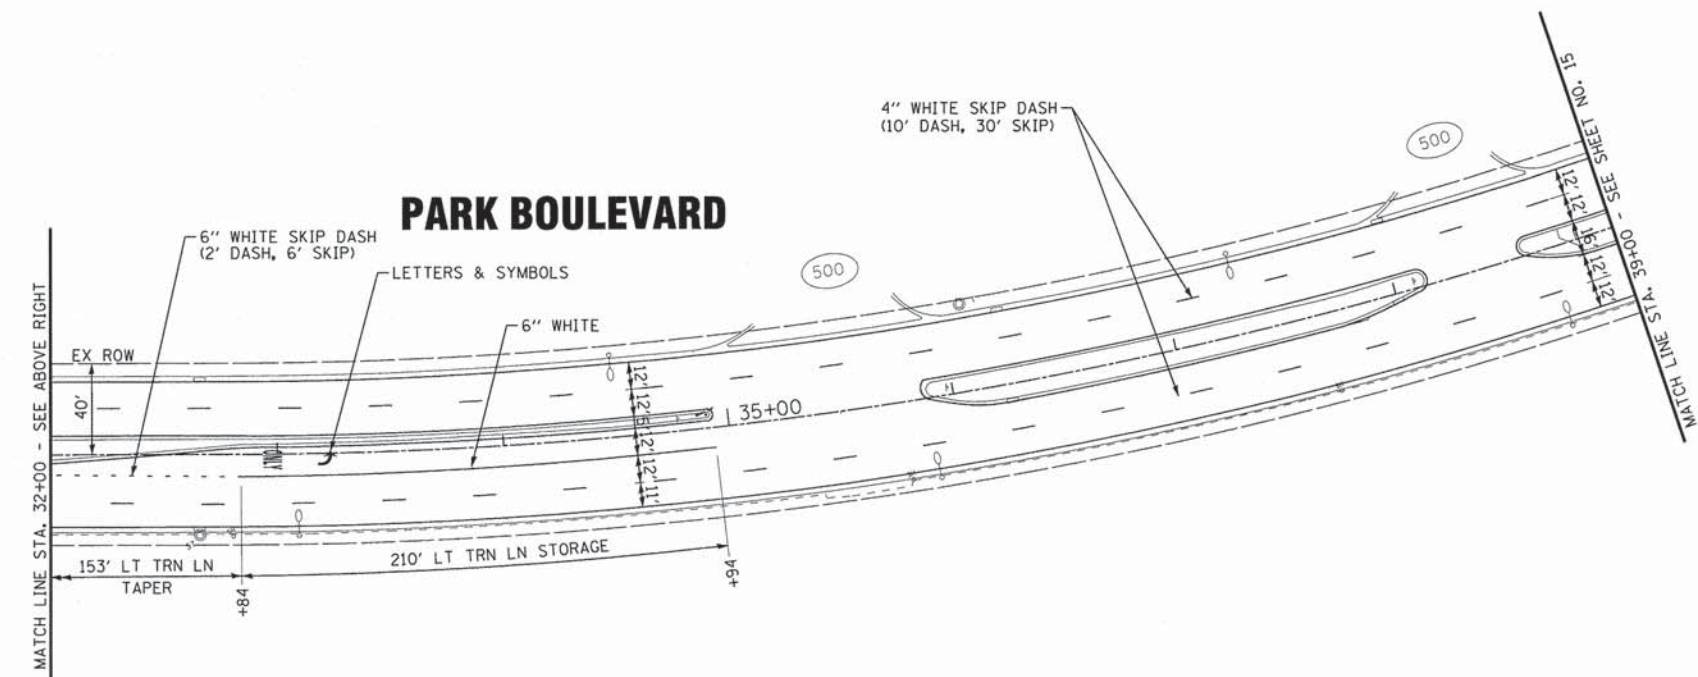 PARK BOULEVARD
4" WHITE SKIP DASH
(10' DASH, 30' SKIP)
6" WHITE SKIP DASH
(2' DASH, 6' SKIP)
LETTERS & SYMBOLS
6" WHITE
500
500
EX ROW
40'
ONLY
35+00
12'
12'
6'
12'
12'
11'
12'
12'
16'
12'
12'
153' LT TRN LN
TAPER
210' LT TRN LN STORAGE
+84
+94
MATCH LINE STA. 32+00 - SEE ABOVE RIGHT
MATCH LINE STA. 39+00 - SEE SHEET NO. 15